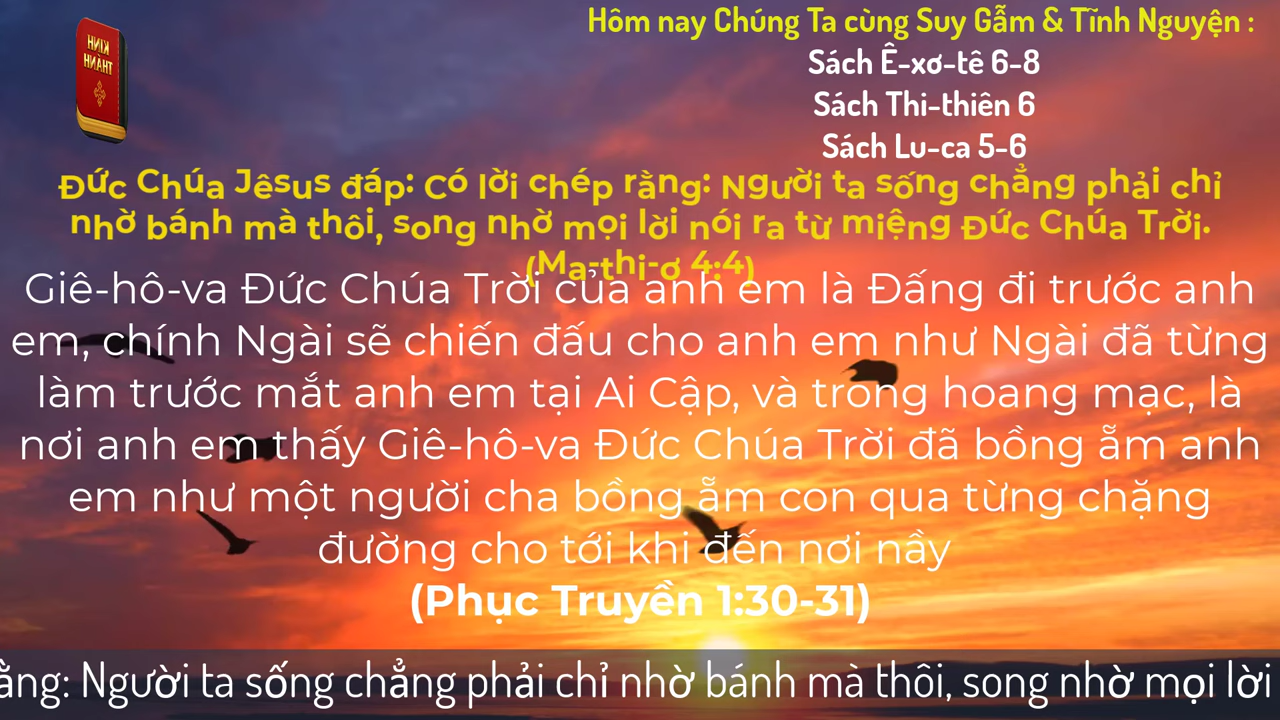 KINH
THÁNH
Hôm nay Chúng Ta cùng Suy Gẫm & Tĩnh Nguyện :
Sách Ê-xơ-tê 6-8
Sách Thi-thiên 6
Sách Lu-ca 5-6
Đức Chúa Jêsus đáp: Có lời chép rằng: Người ta sống chẳng phải chỉ
nhờ bánh mà thôi, song nhờ mọi lời nói ra từ miệng Đức Chúa Trời.
(Ma-thi-ơ 4:4)
Giê-hô-va Đức Chúa Trời của anh em là Đấng đi trước anh
em, chính Ngài sẽ chiến đấu cho anh em như Ngài đã từng
làm trước mắt anh em tại Ai Cập, và trong hoang mạc, là
nơi anh em thấy Giê-hô-va Đức Chúa Trời đã bồng ẵm anh
em như một người cha bồng ẵm con qua từng chặng
đường cho tới khi đến nơi nầy
(Phục Truyền 1:30-31)
ằng: Người ta sống chẳng phải chỉ nhờ bánh mà thôi, song nhờ mọi lời